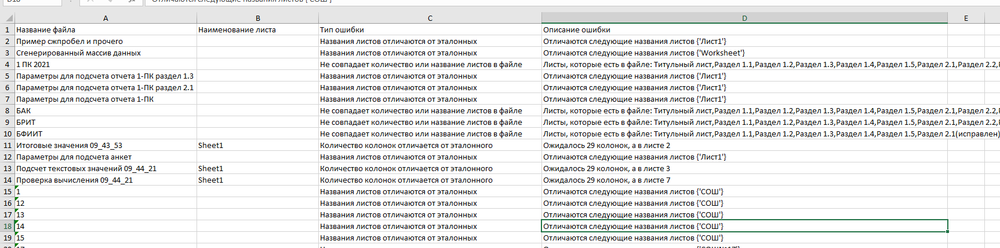 D18 fx Отличаются следующие названия листов {'СОШ'}
A B C D E
1 Название файла Наименование листа Тип ошибки Описание ошибки
2 Пример сжпробел и прочего Названия листов отличаются от эталонных Отличаются следующие названия листов {'Лист1'}
3 Сгенерированный массив данных Названия листов отличаются от эталонных Отличаются следующие названия листов {'Worksheet'}
4 1 ПК 2021 Не совпадает количество или название листов в файле Листы, которые есть в файле: Титульный лист,Раздел 1.1,Раздел 1.2,Раздел 1.3,Раздел 1.4,Раздел 1.5,Раздел 2.1,Раздел 2.2,
5 Параметры для подсчета отчета 1-ПК раздел 1.3 Названия листов отличаются от эталонных Отличаются следующие названия листов {'Лист1'}
6 Параметры для подсчета отчета 1-ПК раздел 2.1 Названия листов отличаются от эталонных Отличаются следующие названия листов {'Лист1'}
7 Параметры для подсчета отчета 1-ПК Названия листов отличаются от эталонных Отличаются следующие названия листов {'Лист1'}
8 БАК Не совпадает количество или название листов в файле Листы, которые есть в файле: Титульный лист,Раздел 1.1,Раздел 1.2,Раздел 1.3,Раздел 1.4,Раздел 1.5,Раздел 2.1,Раздел 2.2,
9 БРИТ Не совпадает количество или название листов в файле Листы, которые есть в файле: Титульный лист,Раздел 1.1,Раздел 1.2,Раздел 1.3,Раздел 1.4,Раздел 1.5,Раздел 2.1,Раздел 2.2,
10 БФИИТ Не совпадает количество или название листов в файле Листы, которые есть в файле: Титульный лист,Раздел 1.1,Раздел 1.2,Раздел 1.3,Раздел 1.4,Раздел 1.5,Раздел 2.1(исправлен)
11 Итоговые значения 09_43_53 Sheet1 Количество колонок отличается от эталонного Ожидалось 29 колонок, а в листе 2
12 Параметры для подсчета анкет Названия листов отличаются от эталонных Отличаются следующие названия листов {'Лист1'}
13 Подсчет текстовых значений 09_44_21 Sheet1 Количество колонок отличается от эталонного Ожидалось 29 колонок, а в листе 3
14 Проверка вычисления 09_44_21 Sheet1 Количество колонок отличается от эталонного Ожидалось 29 колонок, а в листе 7
15 1 Названия листов отличаются от эталонных Отличаются следующие названия листов {'СОШ'}
16 12 Названия листов отличаются от эталонных Отличаются следующие названия листов {'СОШ'}
17 13 Названия листов отличаются от эталонных Отличаются следующие названия листов {'СОШ'}
18 14 Названия листов отличаются от эталонных Отличаются следующие названия листов {'СОШ'}
19 15 Названия листов отличаются от эталонных Отличаются следующие названия листов {'СОШ'}